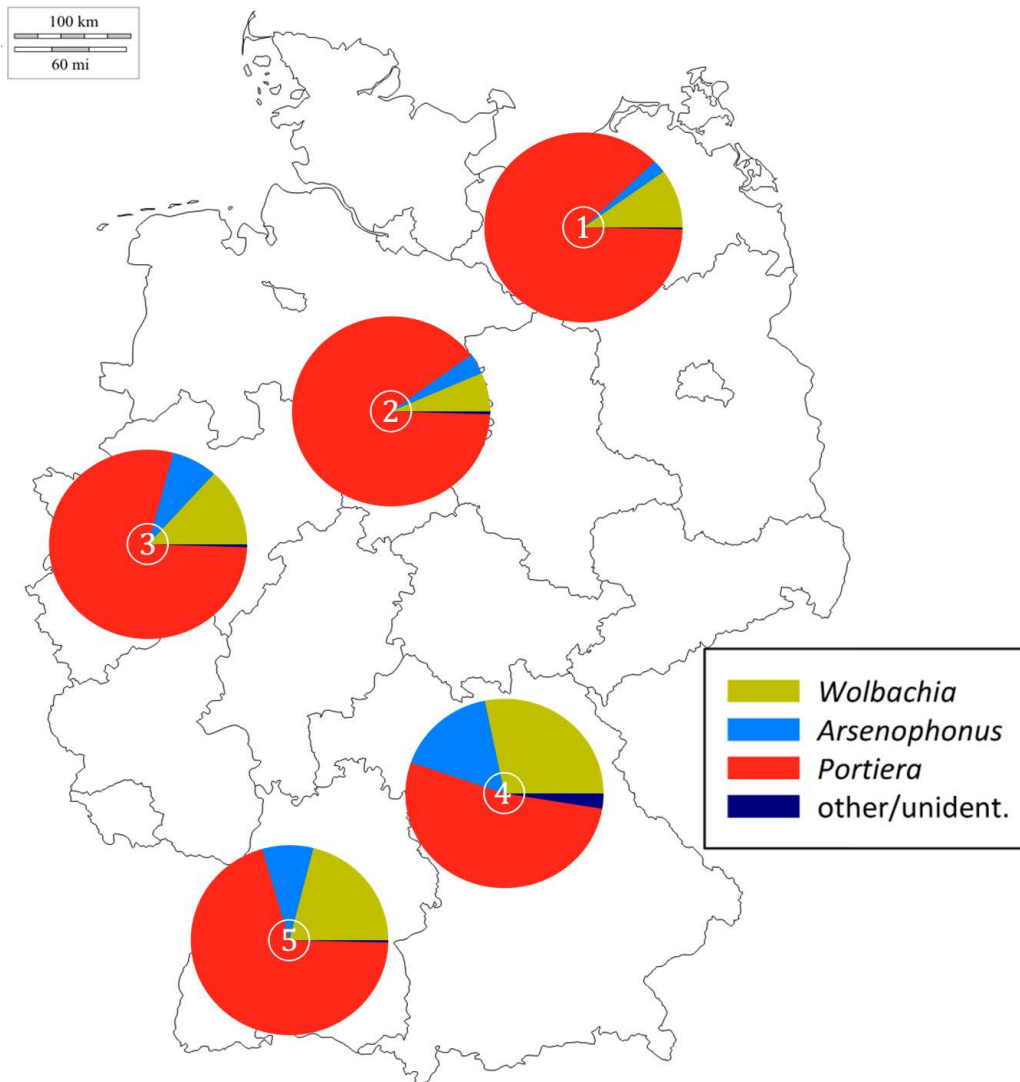 100 km
60 mi
1
2
3
4
5
Wolbachia
Arsenophonus
Portiera
other/unident.